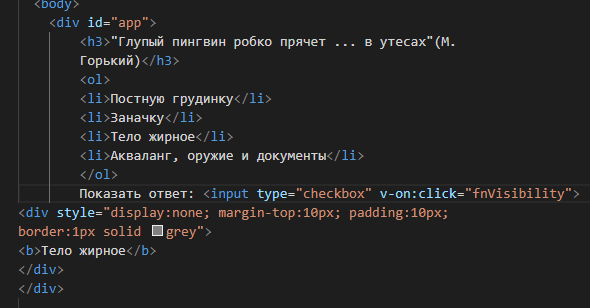 <body>
<div id="app">
<h3>"Глупый пингвин робко прячет ... в утесах"(М.
Горький)</h3>
<ol>
<li>Постную грудинку</li>
<li>Заначку</li>
<li>Тело жирное</li>
<li>Акваланг, оружие и документы</li>
</ol>
Показать ответ: <input type="checkbox" v-on:click="fnVisibility">
<div style="display:none; margin-top:10px; padding:10px;
border:1px solid grey">
<b>Тело жирное</b>
</div>
</div>